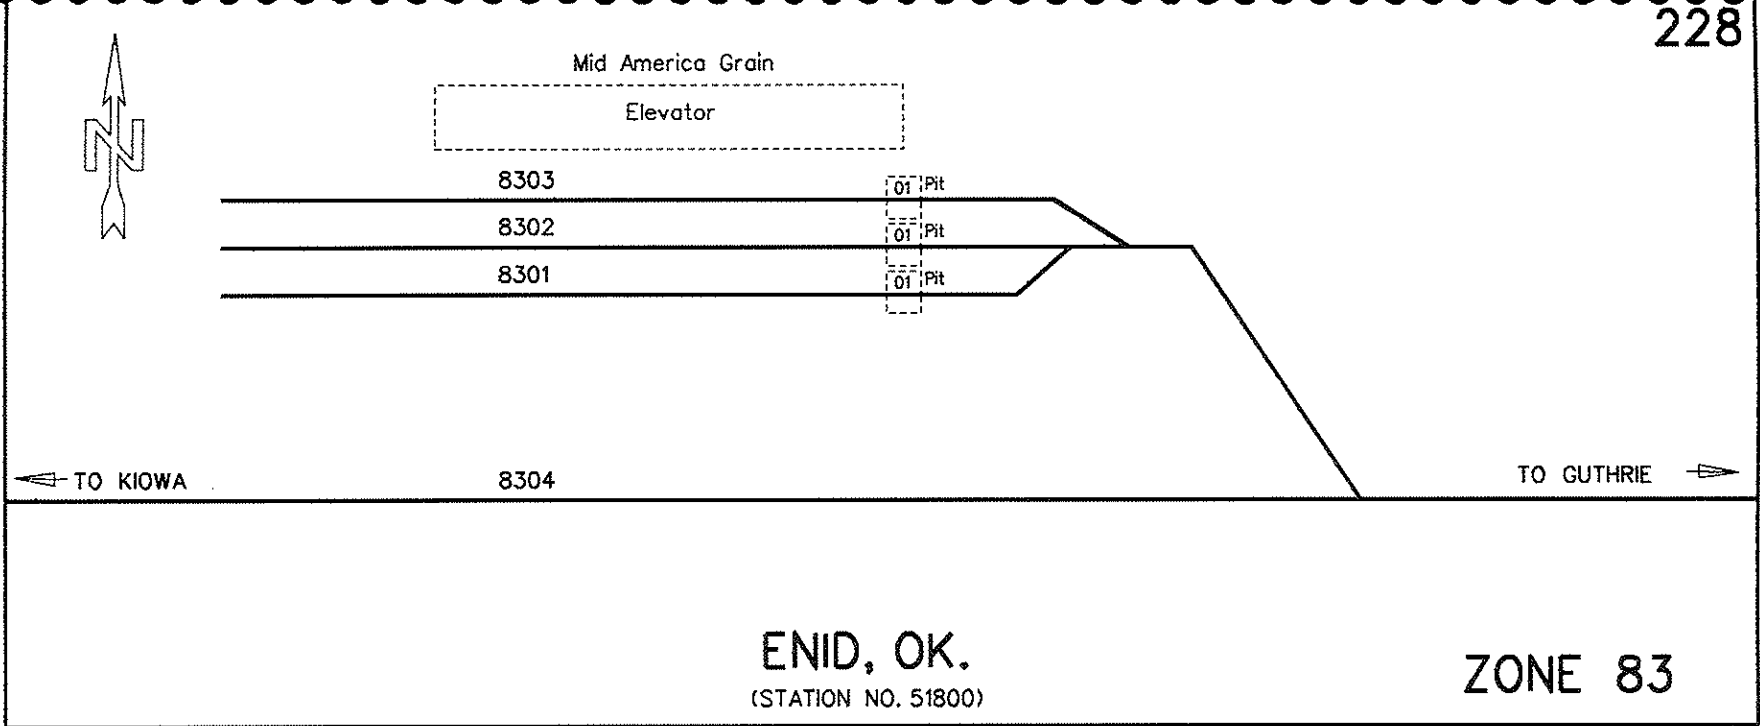 228
N
Mid America Grain
Elevator
8303
01 Pit
8302
01 Pit
8301
01 Pit
TO KIOWA
8304
TO GUTHRIE
ENID, OK.
(STATION NO. 51800)
ZONE 83